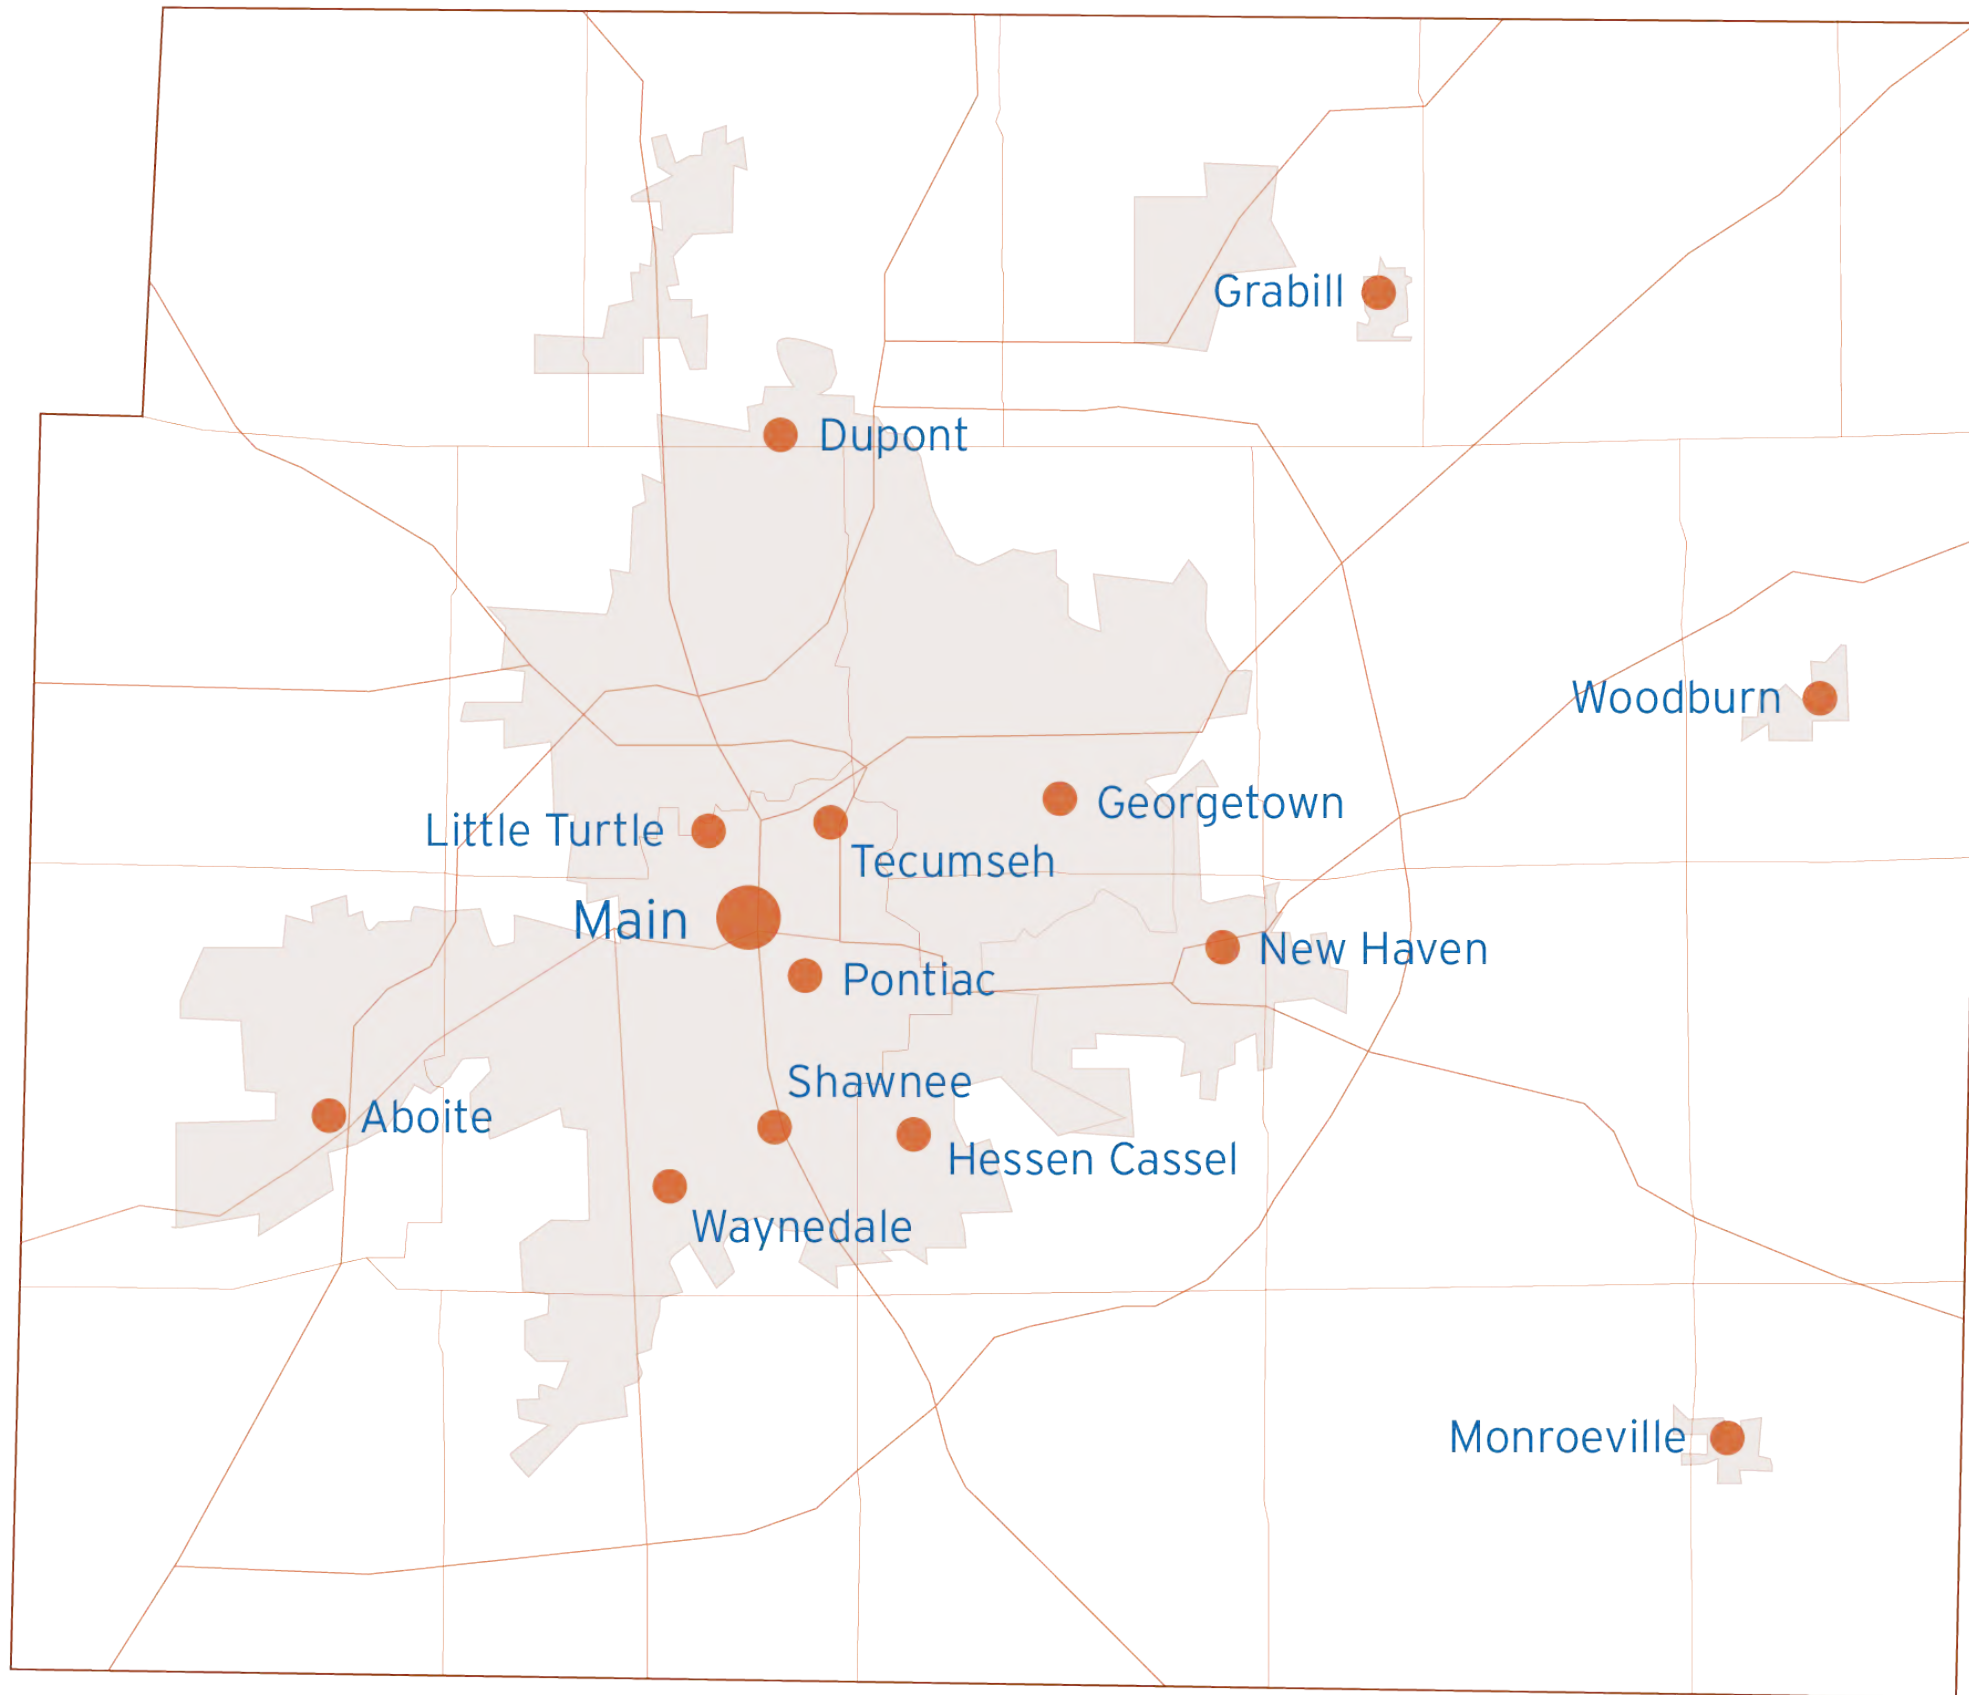 Grabill
Dupont
Woodburn
Georgetown
Little Turtle
Tecumseh
Main
New Haven
Pontiac
Shawnee
Aboite
Hessen Cassel
Waynedale
Monroeville